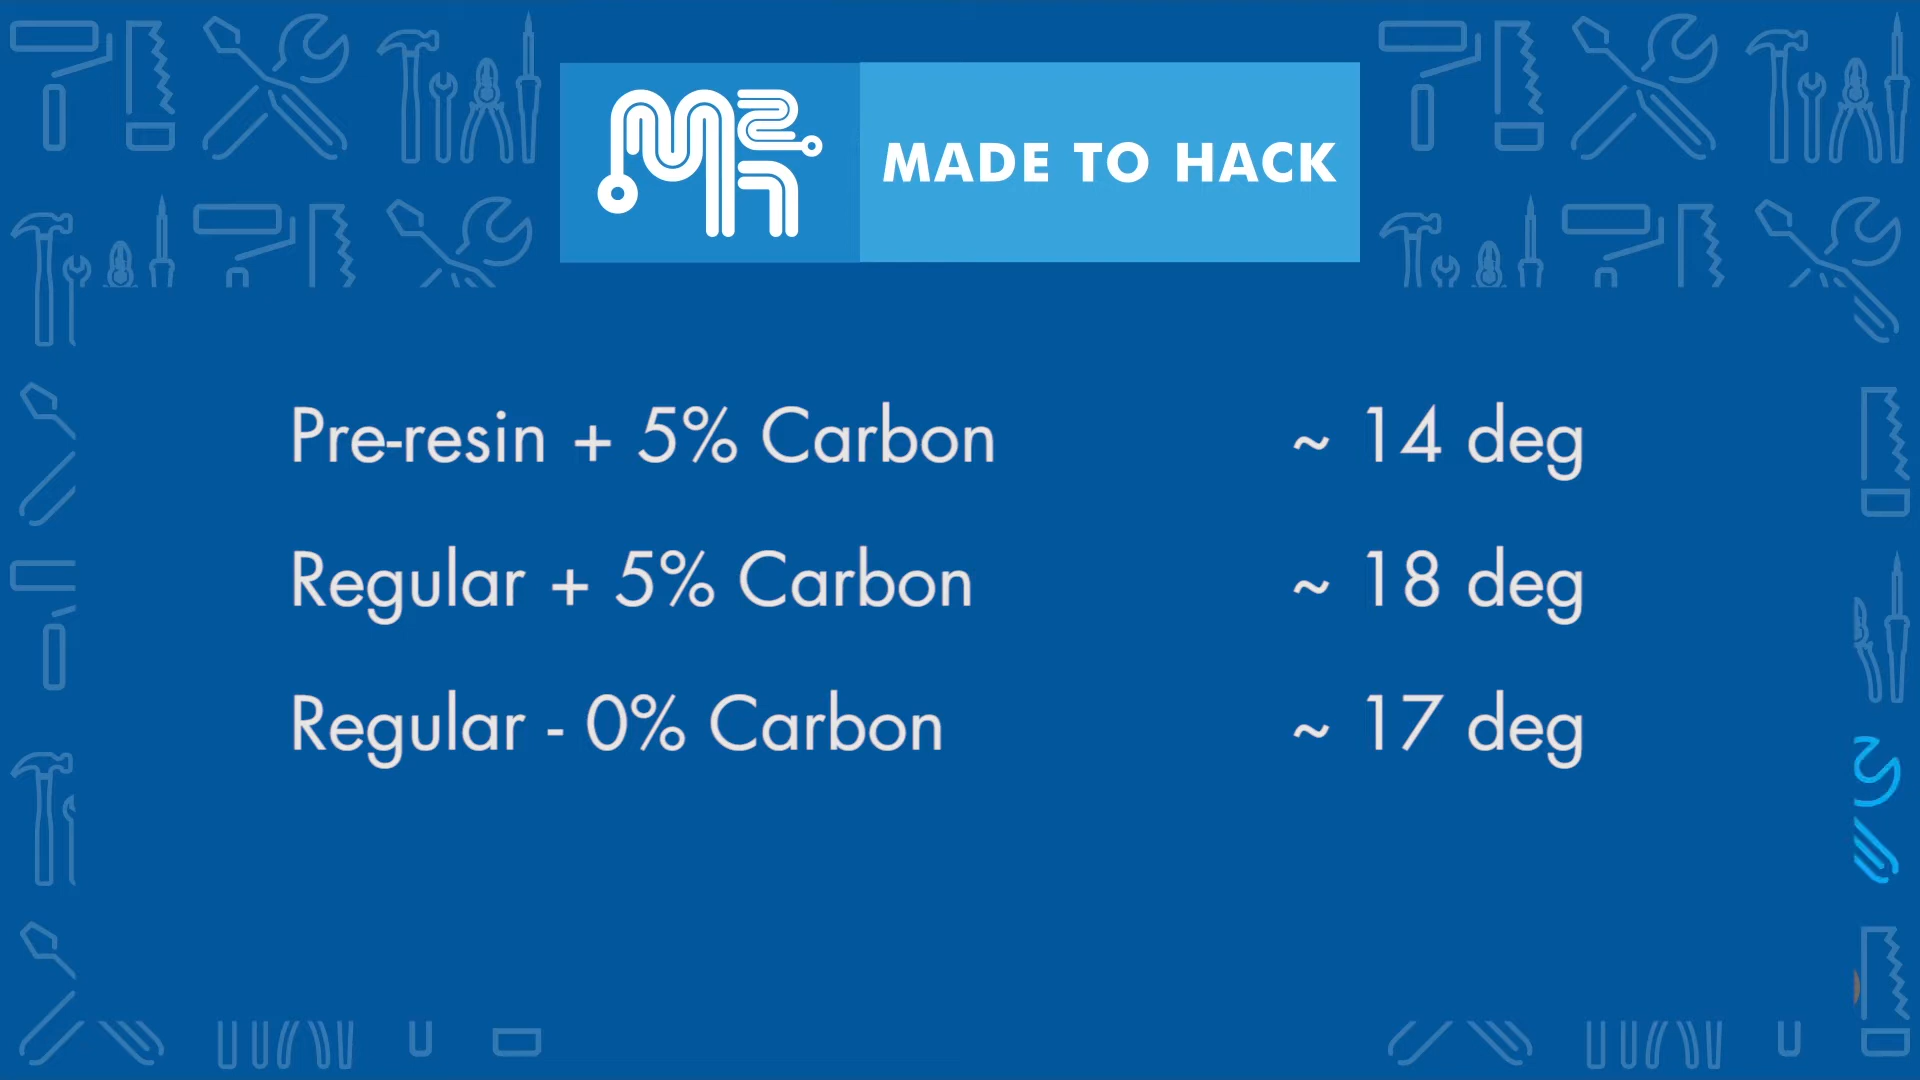 MADE TO HACK
Pre-resin + 5% Carbon ~ 14 deg
Regular + 5% Carbon ~ 18 deg
Regular - 0% Carbon ~ 17 deg